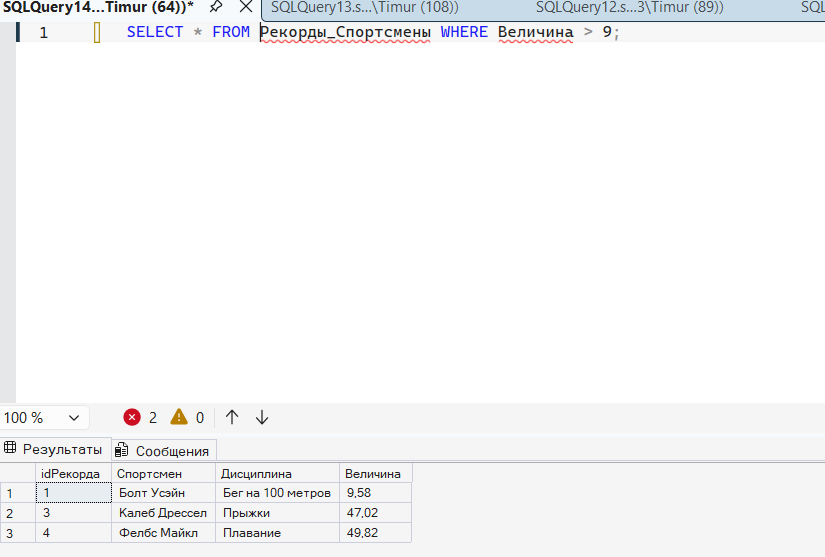 SQLQuery14...Timur (64))* SQLQuery13.s...\Timur (108)) SQLQuery12.s...3\Timur (89)) SQL
1 SELECT * FROM Рекорды_Спортсмены WHERE Величина > 9;
100 % 2 0
Результаты Сообщения
idРекорда Спортсмен Дисциплина Величина
1 1 Болт Усэйн Бег на 100 метров 9,58
2 3 Калеб Дрессел Прыжки 47,02
3 4 Фелбс Майкл Плавание 49,82